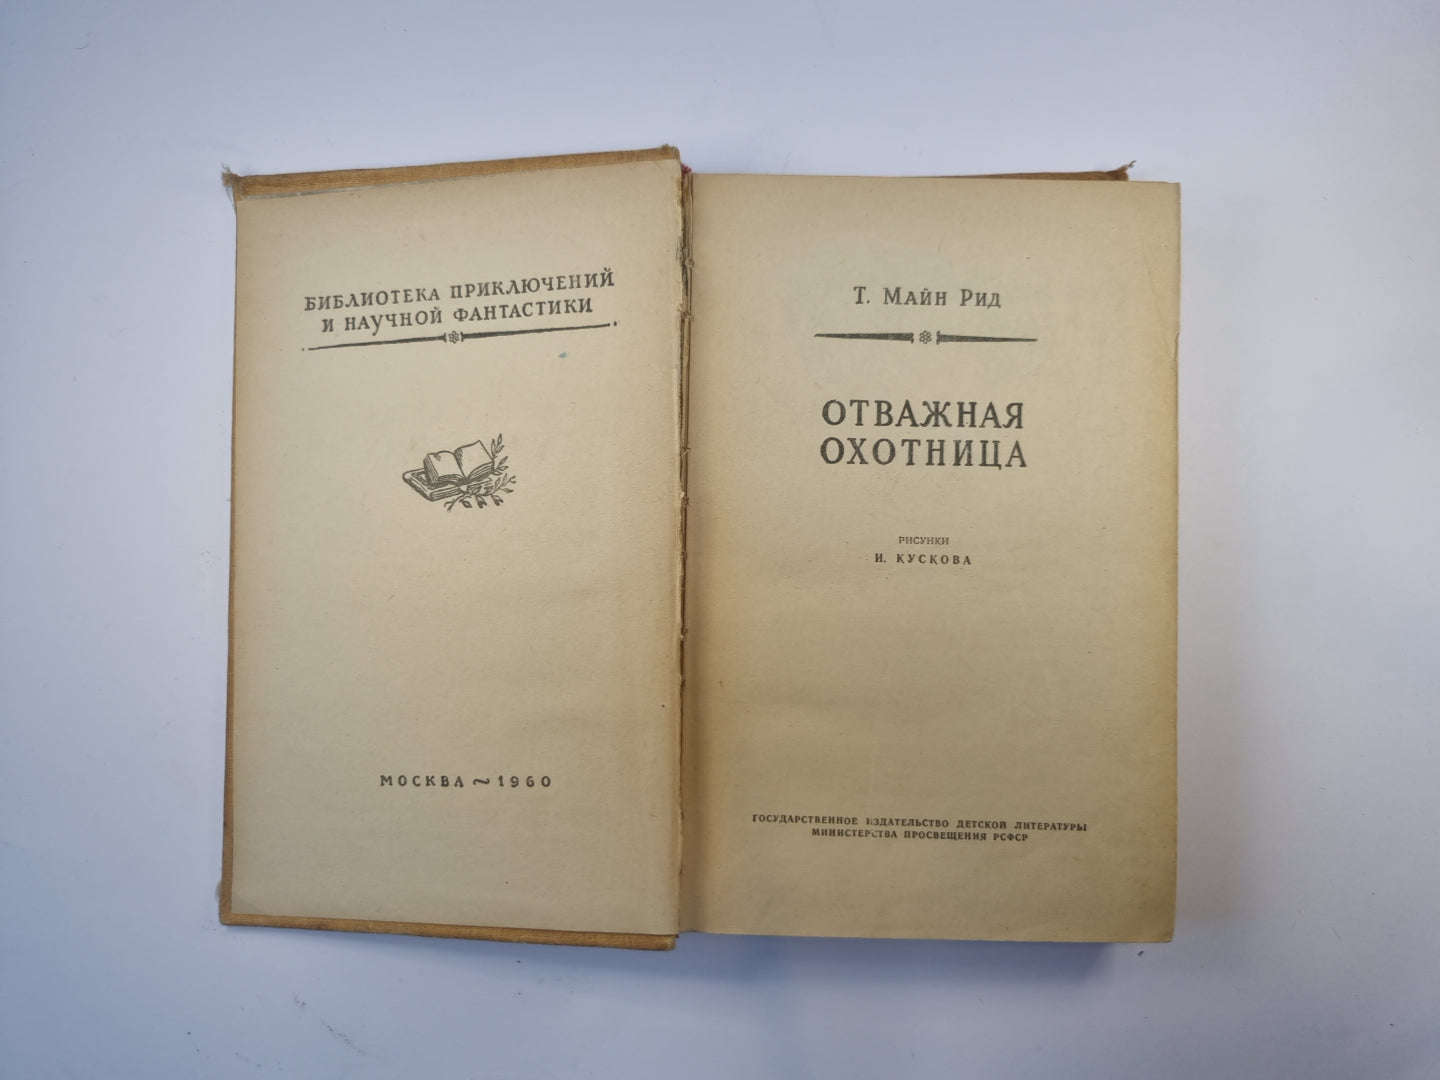 БИБЛИОТЕКА ПРИКЛЮЧЕНИЙ
И НАУЧНОЙ ФАНТАСТИКИ
МОСКВА ~ 1960
Т. Майн Рид
ОТВАЖНАЯ
ОХОТНИЦА
РИСУНКИ
И. КУСКОВА
ГОСУДАРСТВЕННОЕ ИЗДАТЕЛЬСТВО ДЕТСКОЙ ЛИТЕРАТУРЫ
МИНИСТЕРСТВА ПРОСВЕЩЕНИЯ РСФСР